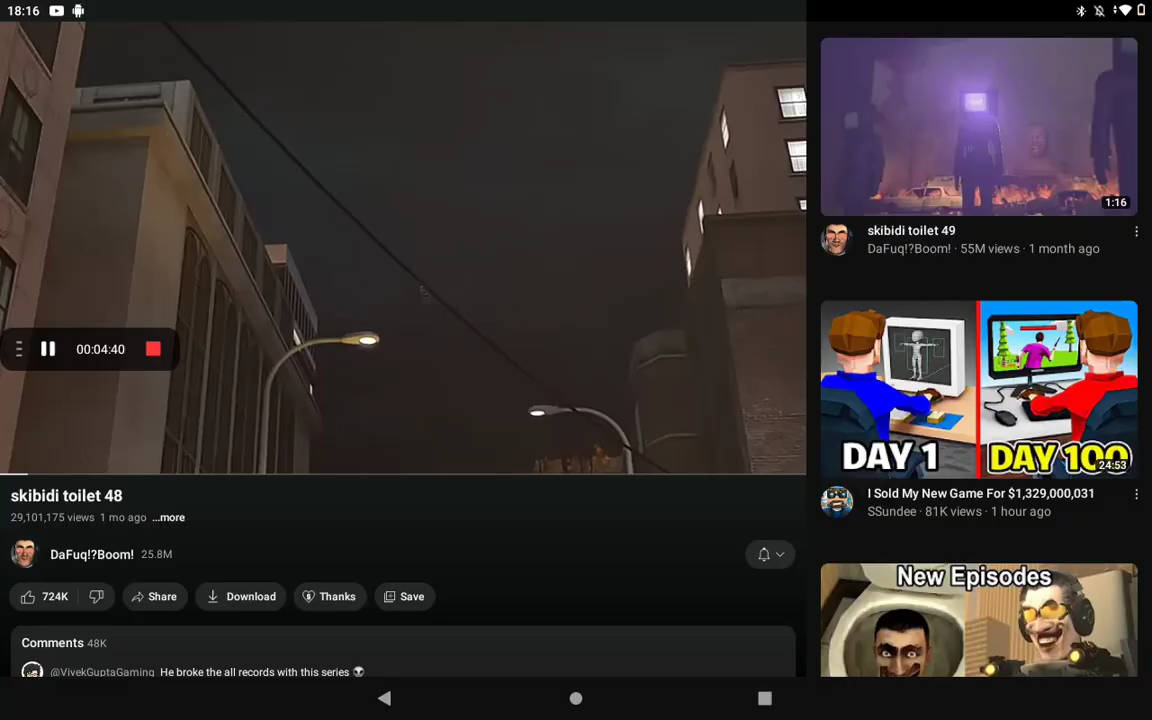 18:16
00:04:40
skibidi toilet 48
29,101,175 views 1 mo ago ...more
DaFuq!?Boom! 25.8M
724K Share Download Thanks Save
Comments 48K
@VivekGuptaGaming He broke the all records with this series 👽
1:16
skibidi toilet 49
DaFuq!?Boom! · 55M views · 1 month ago
DAY 1
DAY 100
24:53
I Sold My New Game For $1,329,000,031
SSundee · 81K views · 1 hour ago
New Episodes